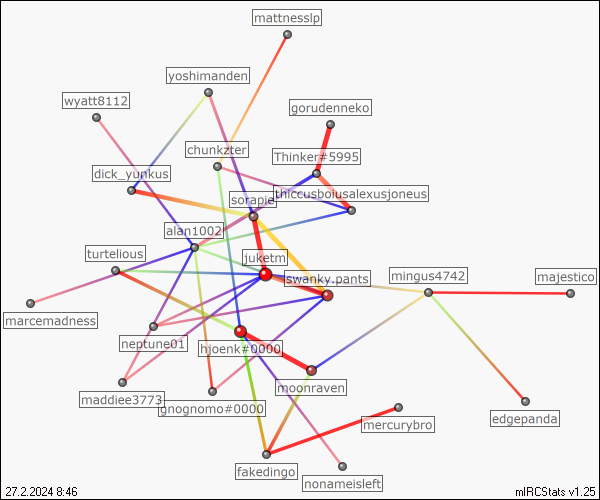 mattnesslp
yoshimanden
wyatt8112
gorudenneko
chunkzter
Thinker#5995
dick_yunkus
sorapie
thiccusboiusalexusjoneus
alan1002
turtelious
juketm
swanky.pants
mingus4742
majestico
marcemadness
neptune01
hjoenk#0000
maddiee3773
gnognomo#0000
moonraven
mercurybro
edgepanda
fakedingo
nonameisleft
27.2.2024 8:46
mIRCStats v1.25